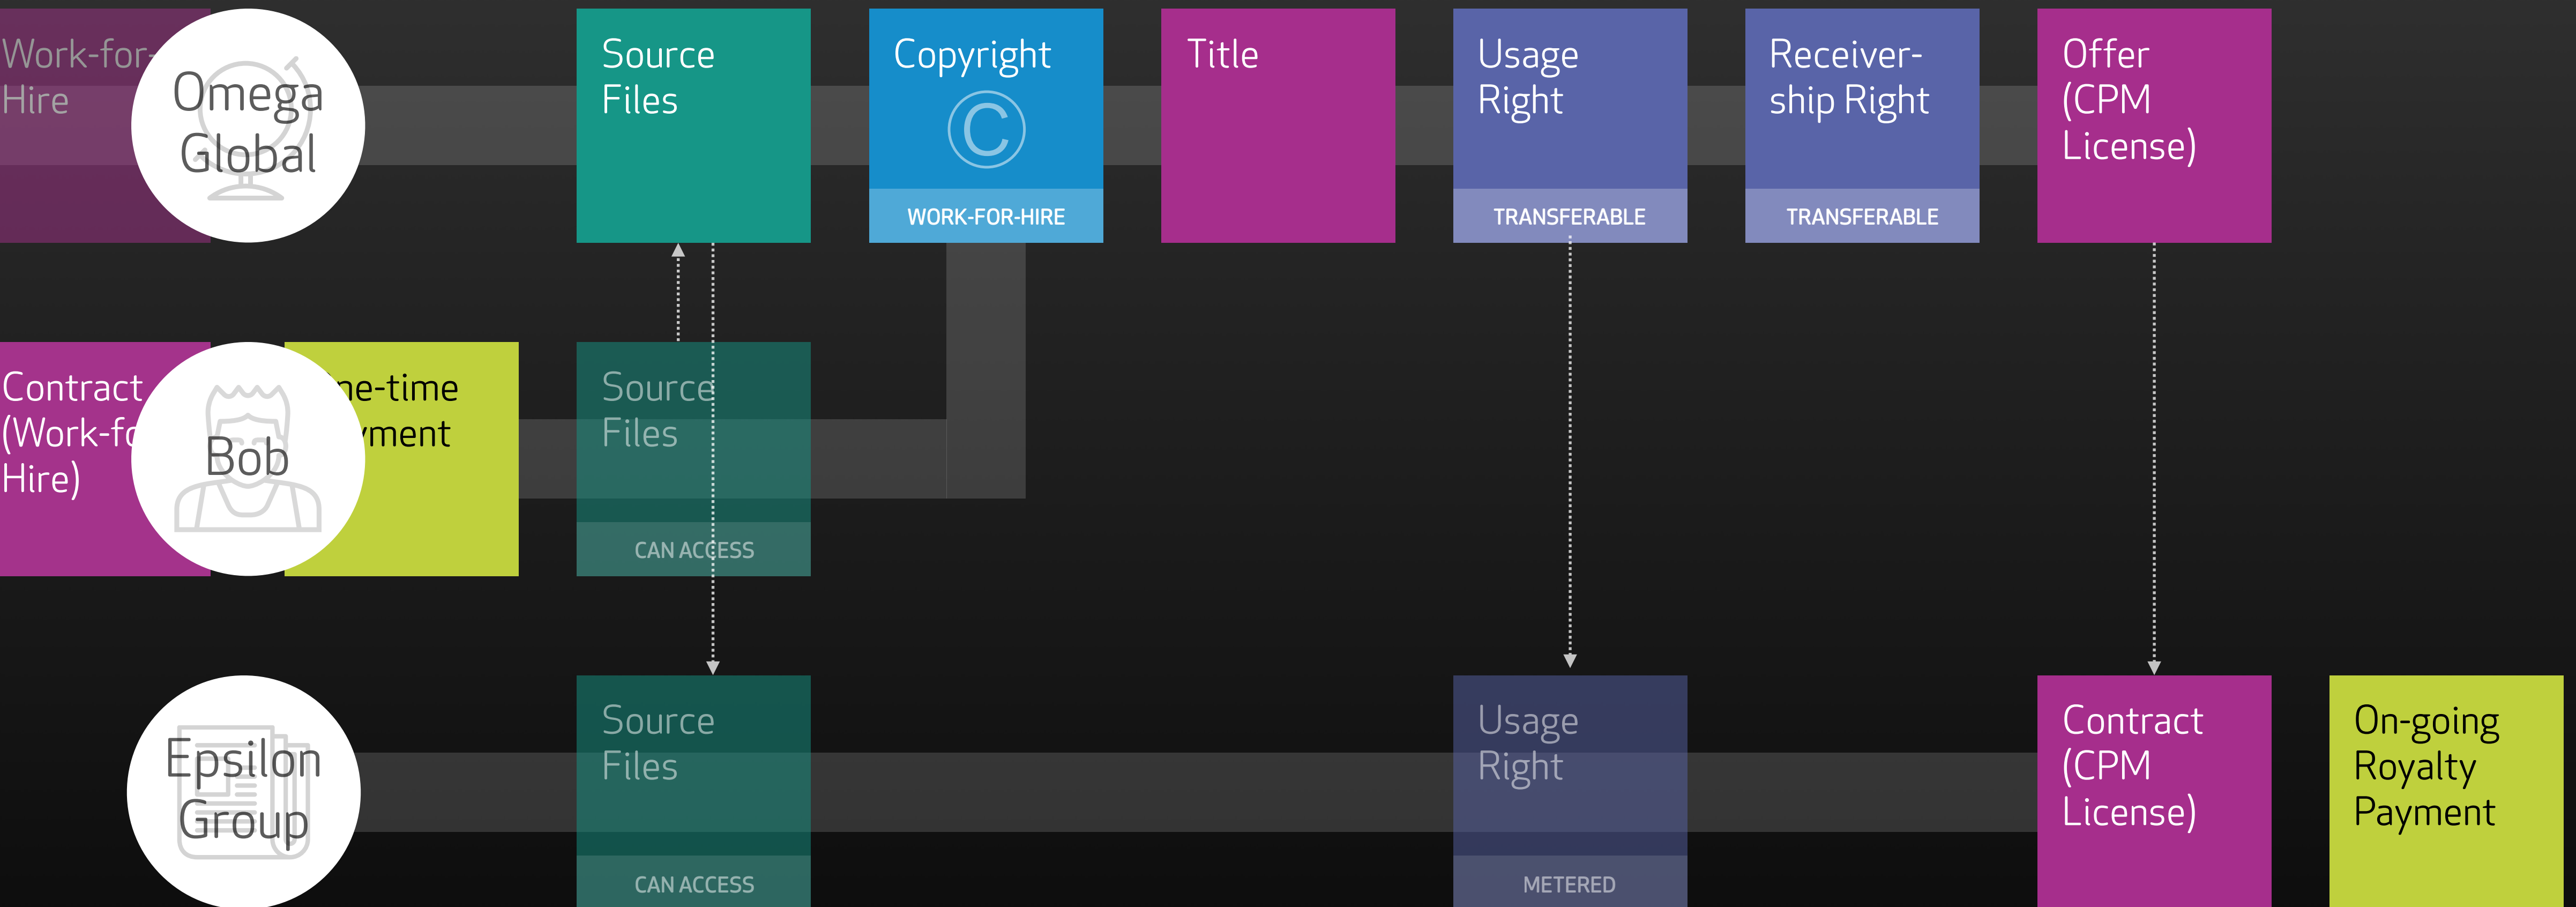 Work-for-
Hire
Omega
Global
Source
Files
Copyright
©
WORK-FOR-HIRE
Title
Usage
Right
TRANSFERABLE
Receiver-
ship Right
TRANSFERABLE
Offer
(CPM
License)
Contract
(Work-fo
Hire)
Bob
ne-time
yment
Source
Files
CAN ACCESS
Epsilon
Group
Source
Files
CAN ACCESS
Usage
Right
METERED
Contract
(CPM
License)
On-going
Royalty
Payment